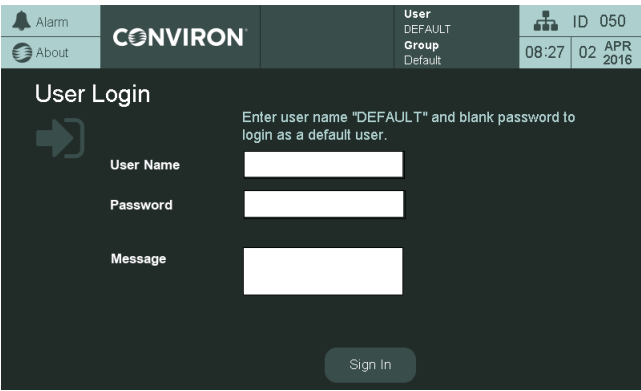 Alarm
About
CONVIRON
User
DEFAULT
Group
Default
ID 050
08:27
02 APR
2016
User Login
Enter user name "DEFAULT" and blank password to
login as a default user.
User Name
Password
Message
Sign In